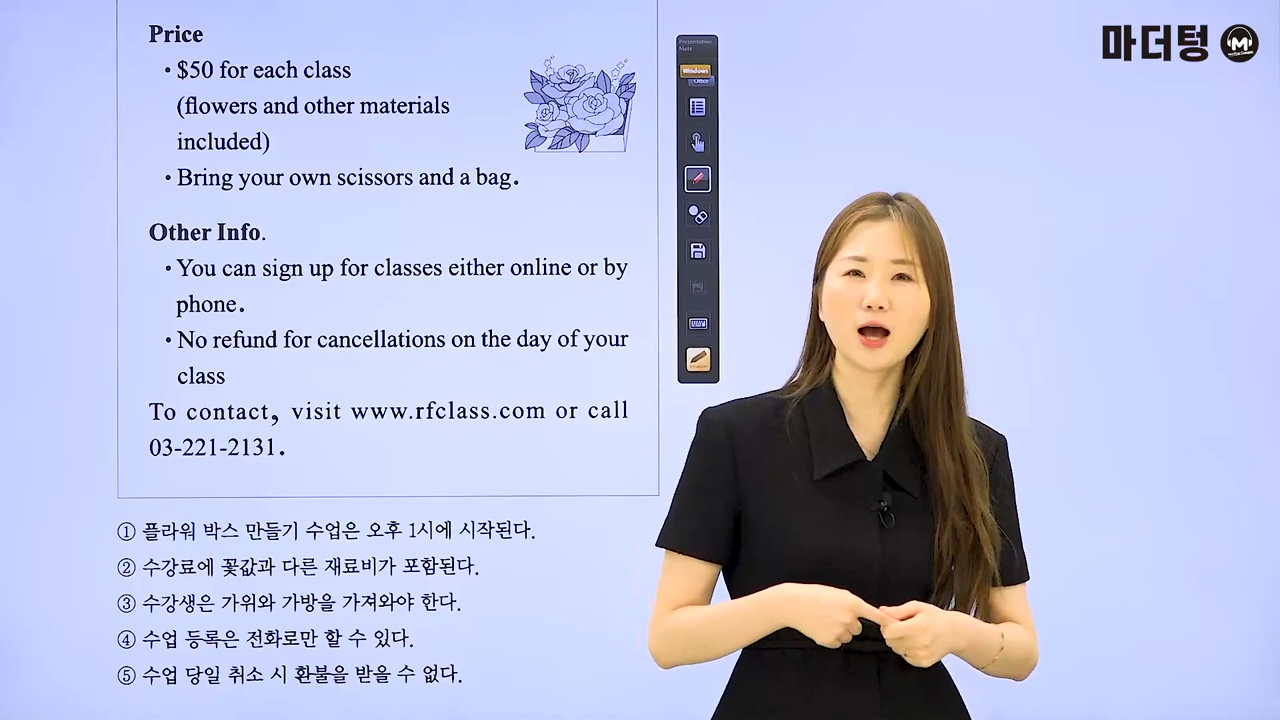 Price
• $50 for each class
(flowers and other materials
included)
• Bring your own scissors and a bag.
Other Info.
• You can sign up for classes either online or by
phone.
• No refund for cancellations on the day of your
class
To contact, visit www.rfclass.com or call
03-221-2131.
① 플라워 박스 만들기 수업은 오후 1시에 시작된다.
② 수강료에 꽃값과 다른 재료비가 포함된다.
③ 수강생은 가위와 가방을 가져와야 한다.
④ 수업 등록은 전화로만 할 수 있다.
⑤ 수업 당일 취소 시 환불을 받을 수 없다.
Presentation
Mate
Windows
마더텅
M